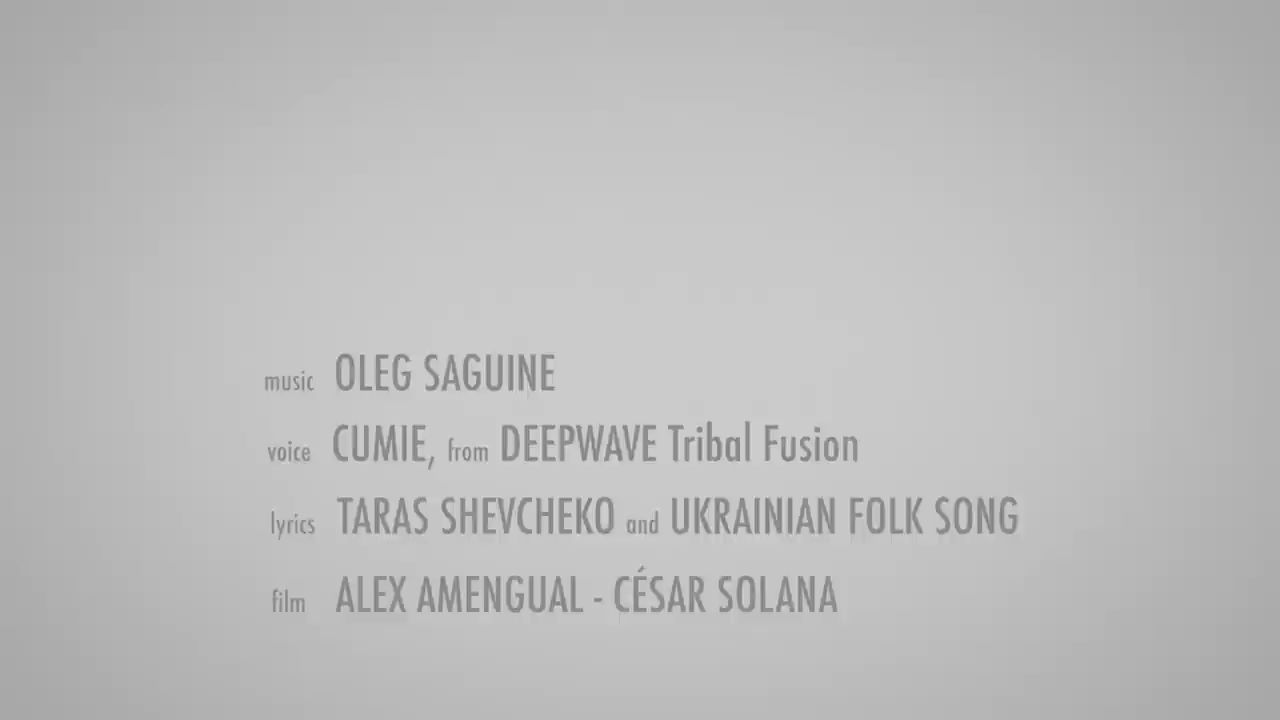 music OLEG SAGUINE
voice CUMIE, from DEEPWAVE Tribal Fusion
lyrics TARAS SHEVCHEKO and UKRAINIAN FOLK SONG
film ALEX AMENGUAL - CÉSAR SOLANA